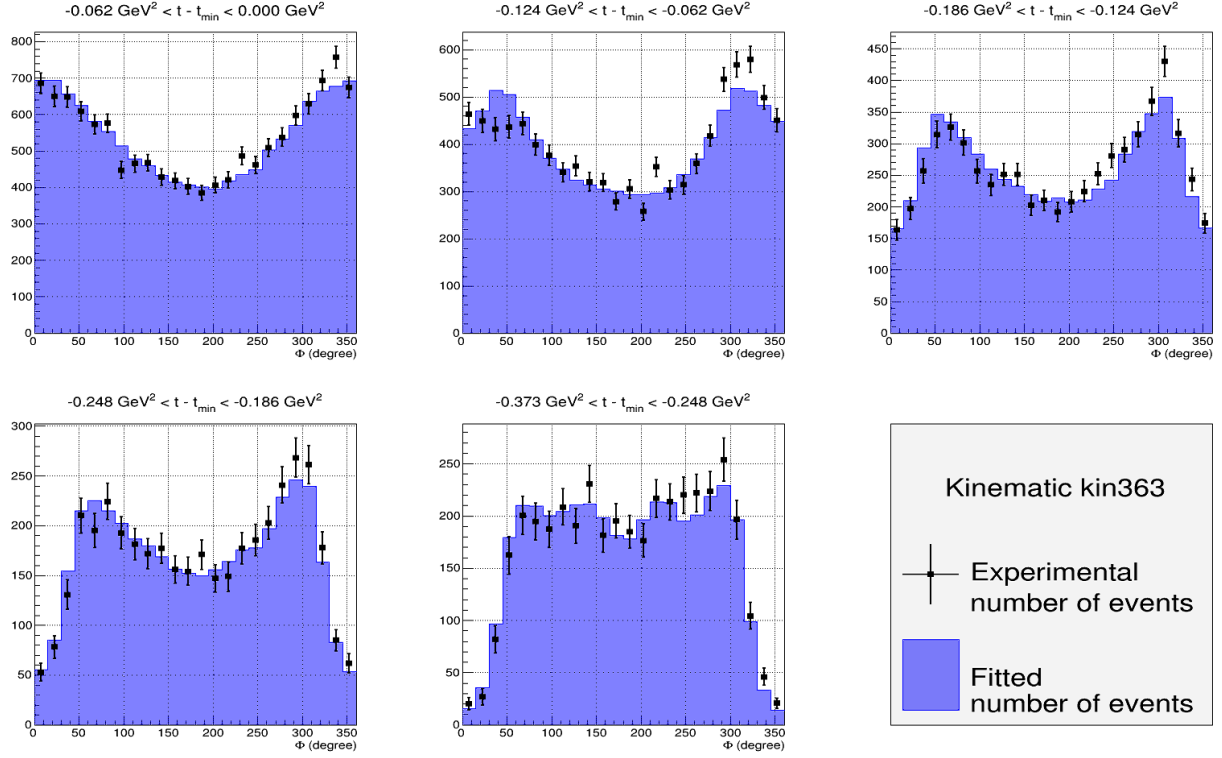 -0.062 GeV² < t - t_min < 0.000 GeV²
-0.124 GeV² < t - t_min < -0.062 GeV²
-0.186 GeV² < t - t_min < -0.124 GeV²
800
700
600
500
400
300
200
100
0
0 50 100 150 200 250 300 350
Φ (degree)
600
500
400
300
200
100
0
0 50 100 150 200 250 300 350
Φ (degree)
450
400
350
300
250
200
150
100
50
0
0 50 100 150 200 250 300 350
Φ (degree)
-0.248 GeV² < t - t_min < -0.186 GeV²
-0.373 GeV² < t - t_min < -0.248 GeV²
300
250
200
150
100
50
0
0 50 100 150 200 250 300 350
Φ (degree)
250
200
150
100
50
0
0 50 100 150 200 250 300 350
Φ (degree)
Kinematic kin363
Experimental
number of events
Fitted
number of events